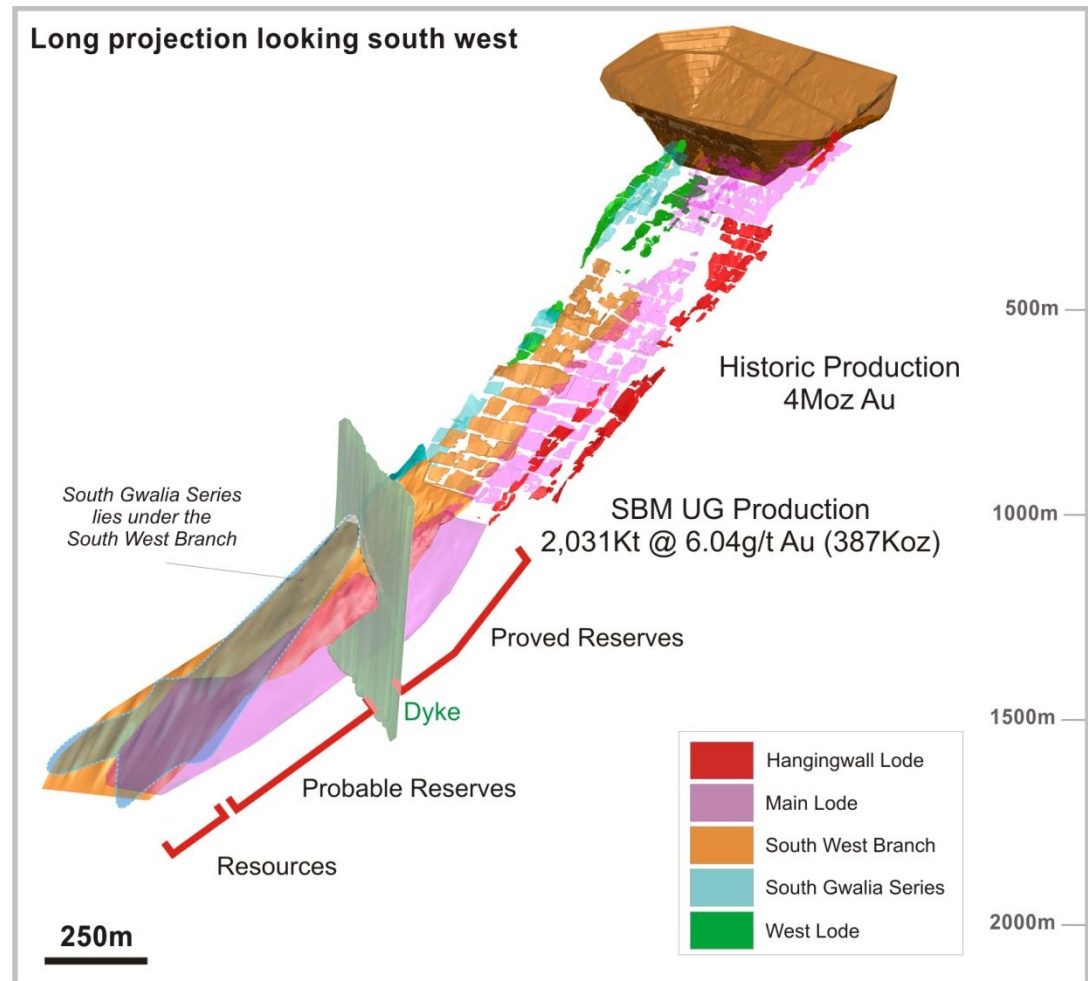 Long projection looking south west
500m
Historic Production
4Moz Au
South Gwalia Series
lies under the
South West Branch
1000m
SBM UG Production
2,031Kt @ 6.04g/t Au (387Koz)
Proved Reserves
Dyke
1500m
Probable Reserves
Resources
Hangingwall Lode
Main Lode
South West Branch
South Gwalia Series
West Lode
2000m
250m